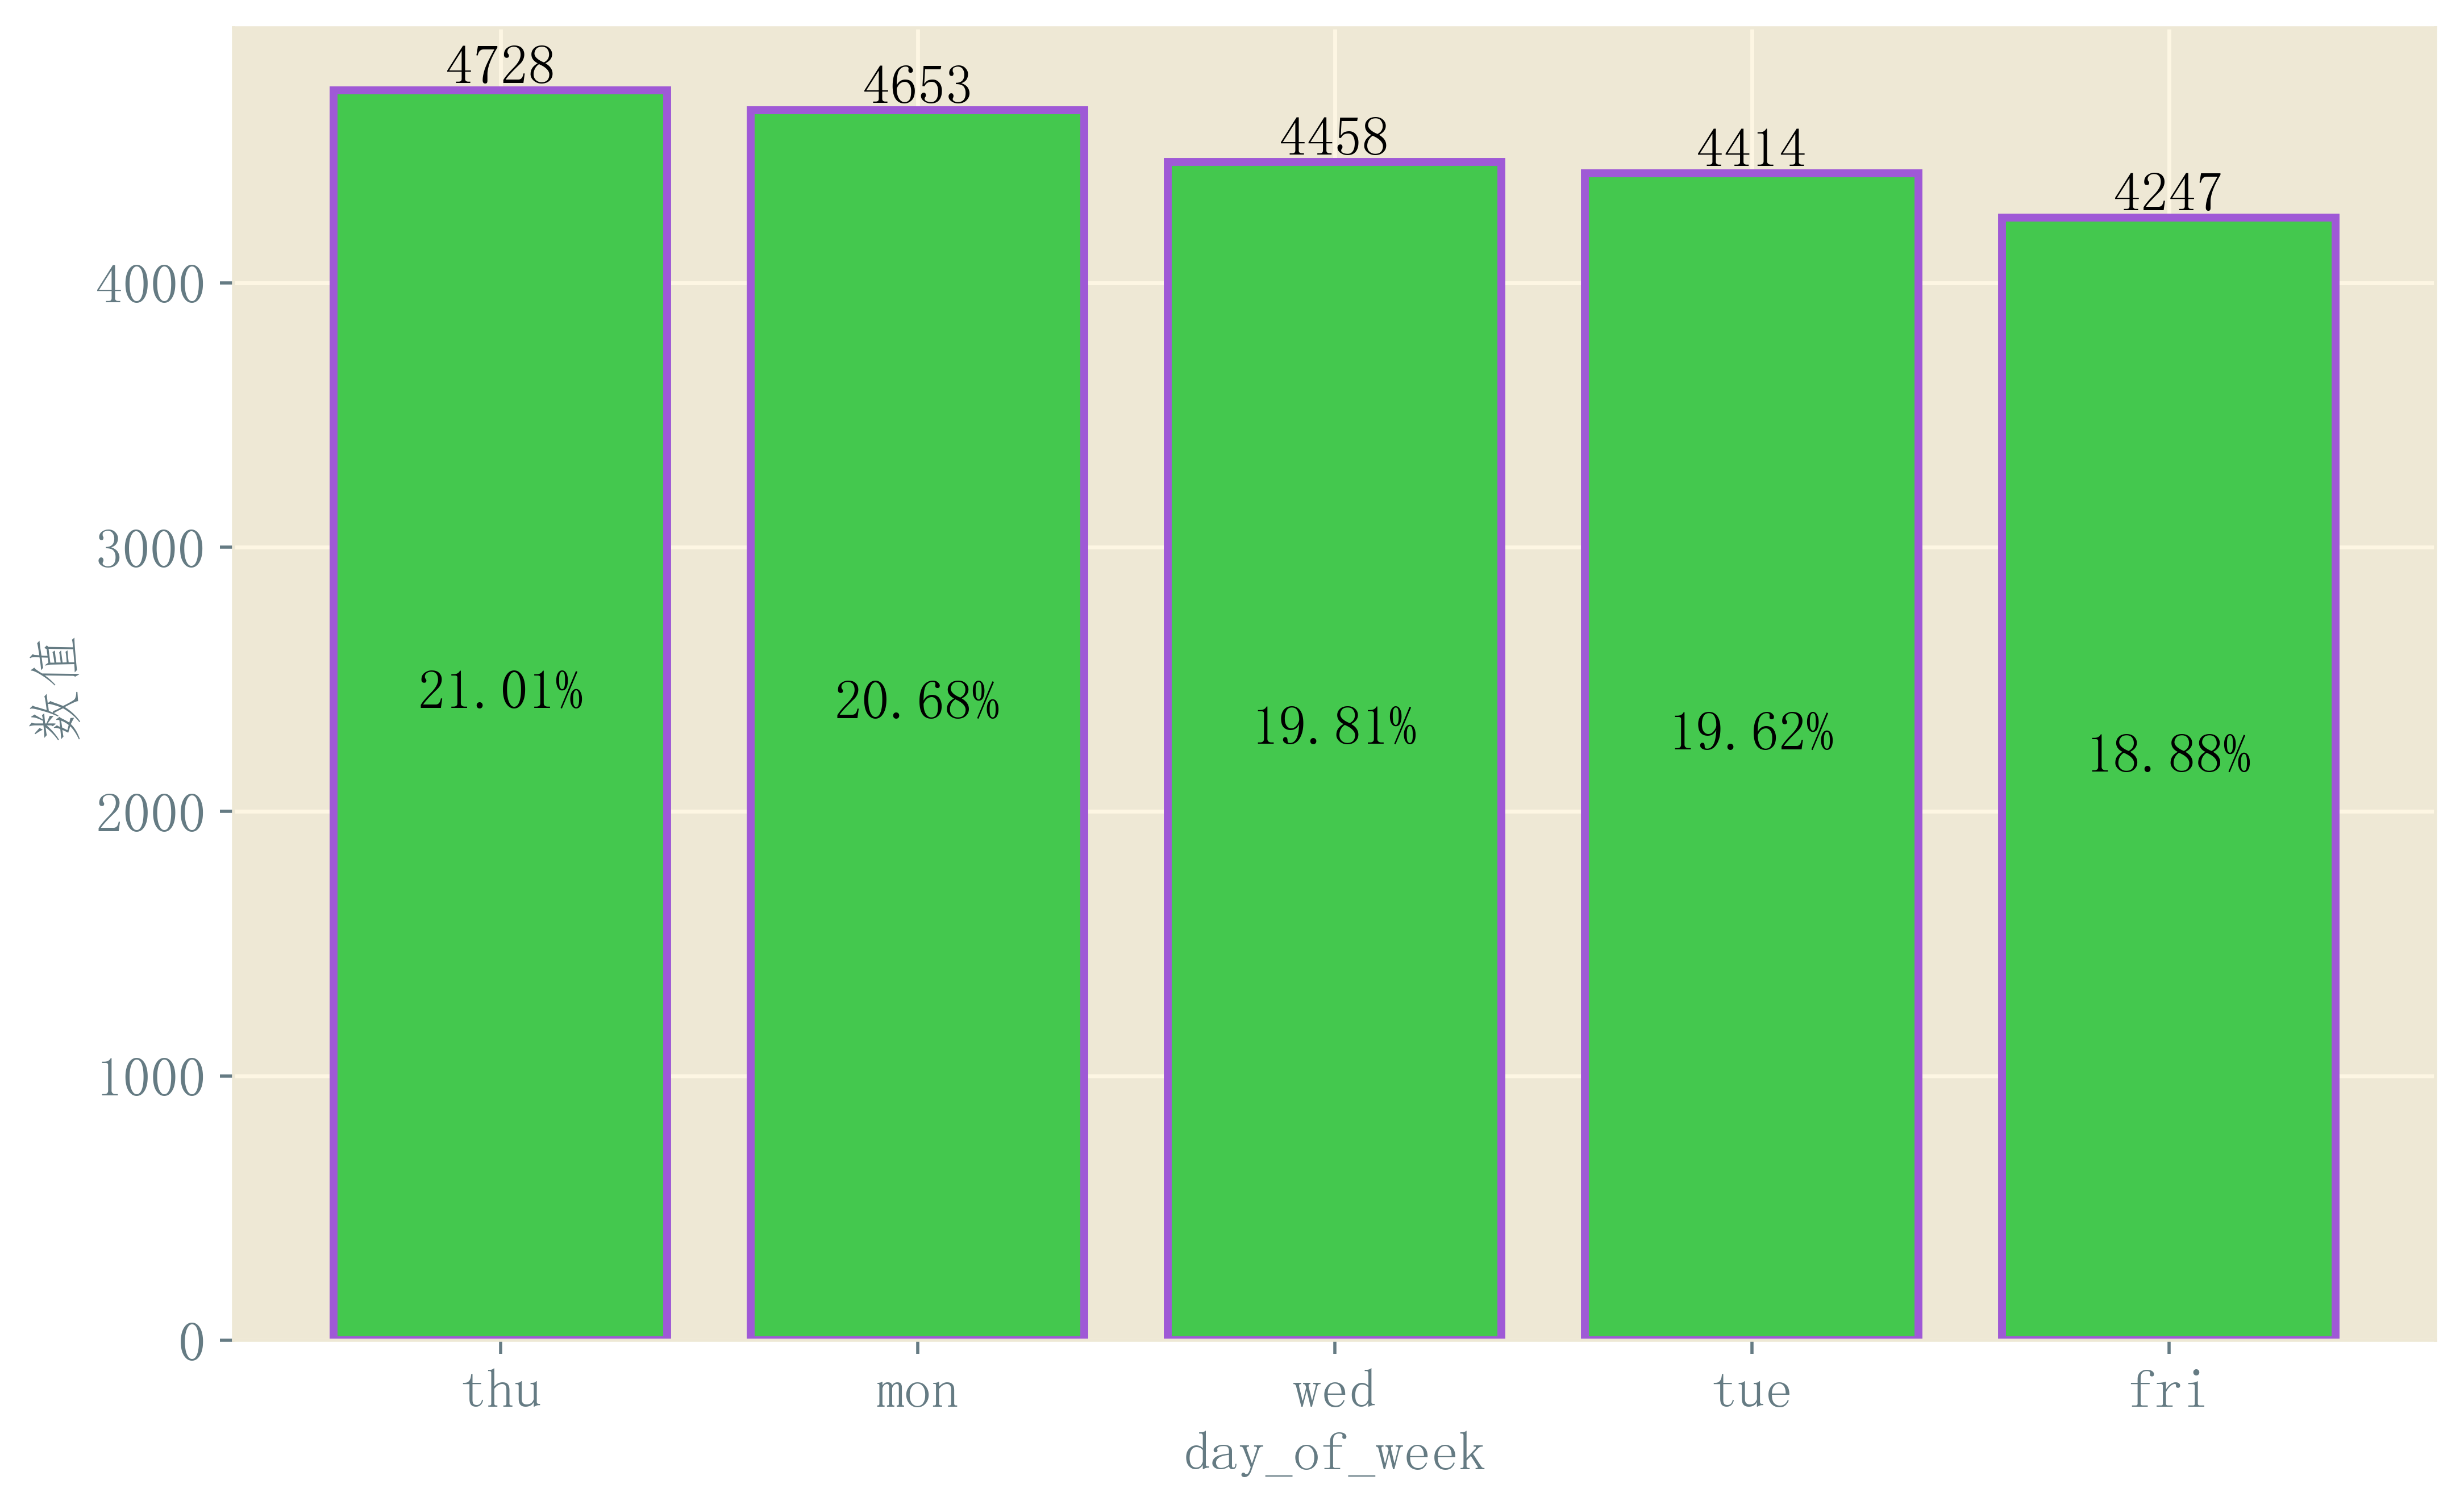 4728
4653
4458
4414
4247
4000
3000
2000
1000
0
数值
21.01%
20.68%
19.81%
19.62%
18.88%
thu
mon
wed
tue
fri
day_of_week